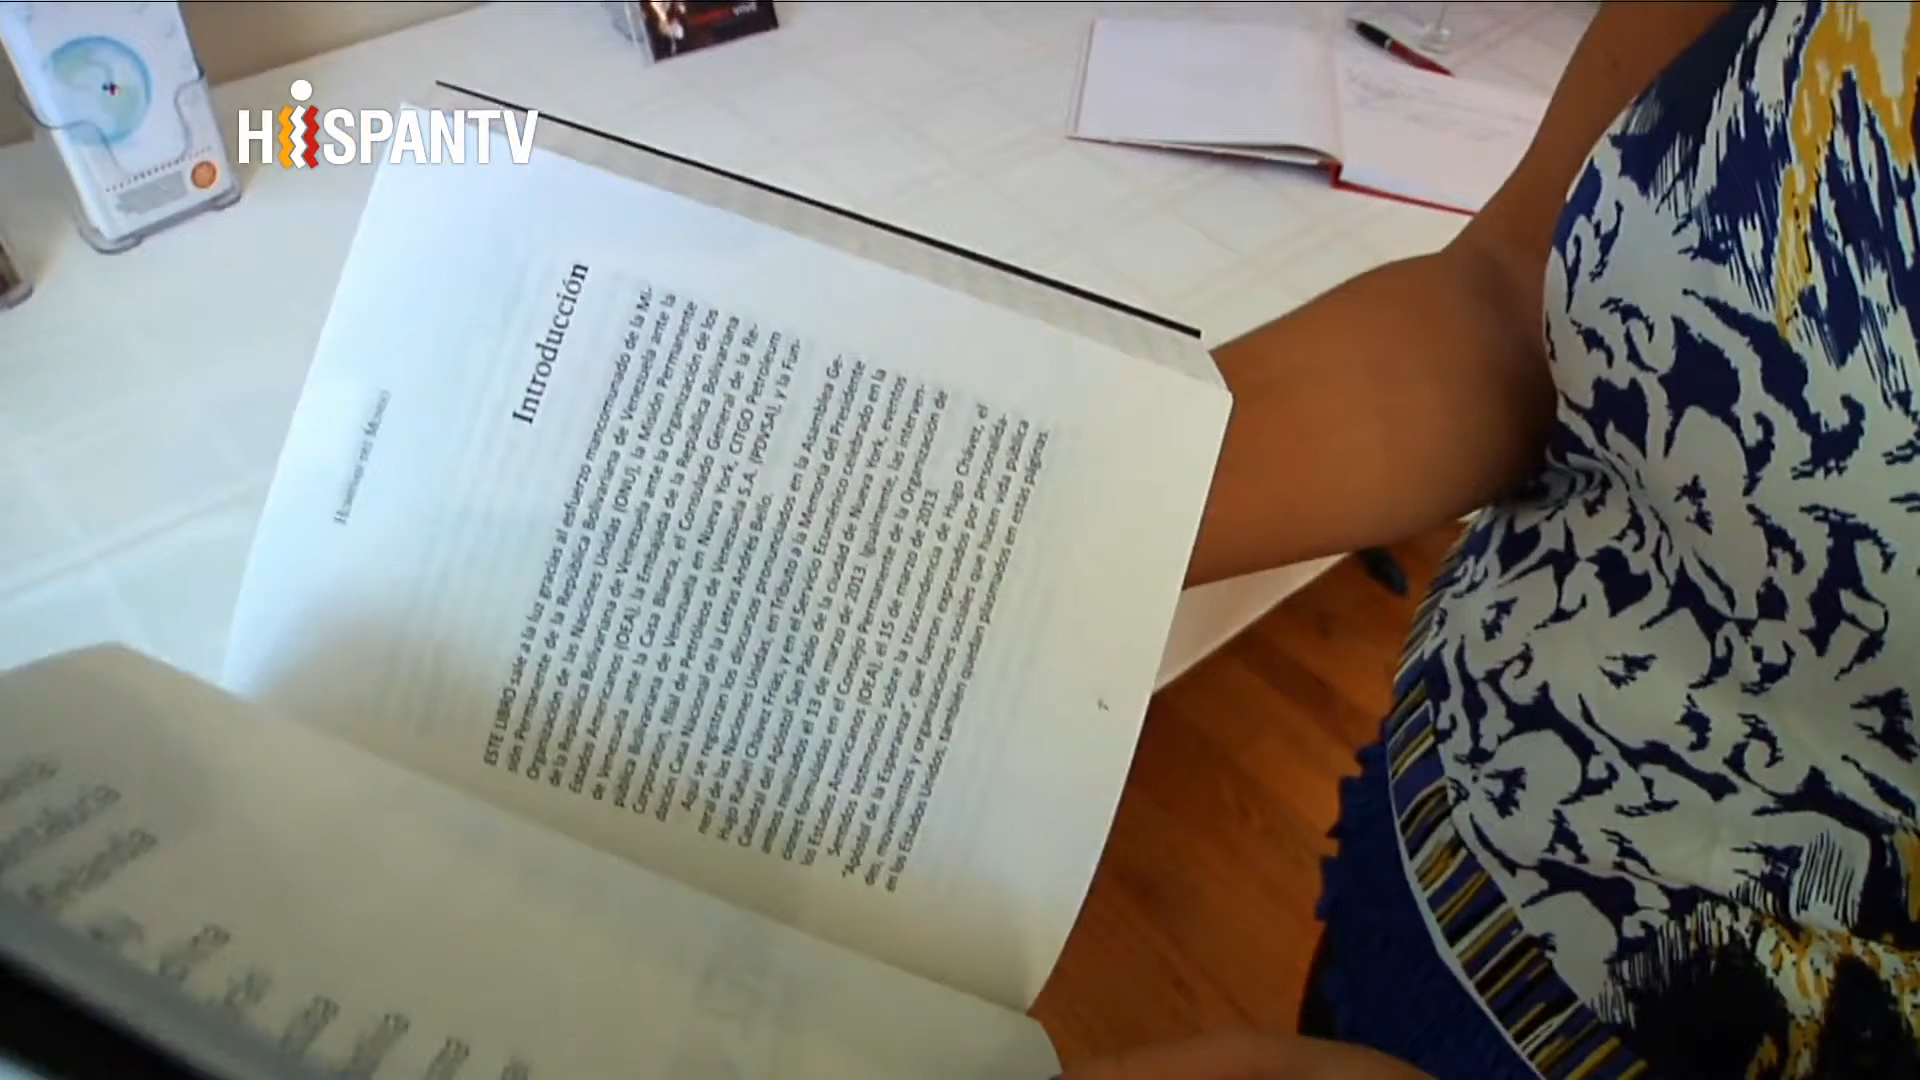 HISPANTV
Introducción
ESTE LIBRO sale a la luz gracias al esfuerzo mancomunado de la Mi-
sión Permanente de la República Bolivariana de Venezuela ante la
Organización de las Naciones Unidas (ONU), la Misión Permanente
de la República Bolivariana de Venezuela ante la Organización de los
Estados Americanos (OEA), la Embajada de la República Bolivariana
de Venezuela ante la Casa Blanca, el Consulado General de la Re-
pública Bolivariana de Venezuela en Nueva York, CITGO Petroleum
Corporation, filial de Petróleos de Venezuela S.A. (PDVSA), y la Fun-
dación Casa Nacional de las Letras Andrés Bello.
Aquí se registran los discursos pronunciados en la Asamblea Ge-
neral de las Naciones Unidas, en Tributo a la Memoria del Presidente
Hugo Rafael Chávez Frías, y en el Servicio Ecuménico celebrado en la
Catedral del Apóstol San Pablo de la ciudad de Nueva York, eventos
ambos realizados el 13 de marzo de 2013. Igualmente, las interven-
ciones formuladas en el Consejo Permanente de la Organización de
los Estados Americanos (OEA), el 15 de marzo de 2013.
Sentidos testimonios sobre la trascendencia de Hugo Chávez, el
"Apóstol de la Esperanza", que fueron expresados por personalida-
des, movimientos y organizaciones sociales que hacen vida pública
en los Estados Unidos, también quedan plasmados en estas páginas.
7